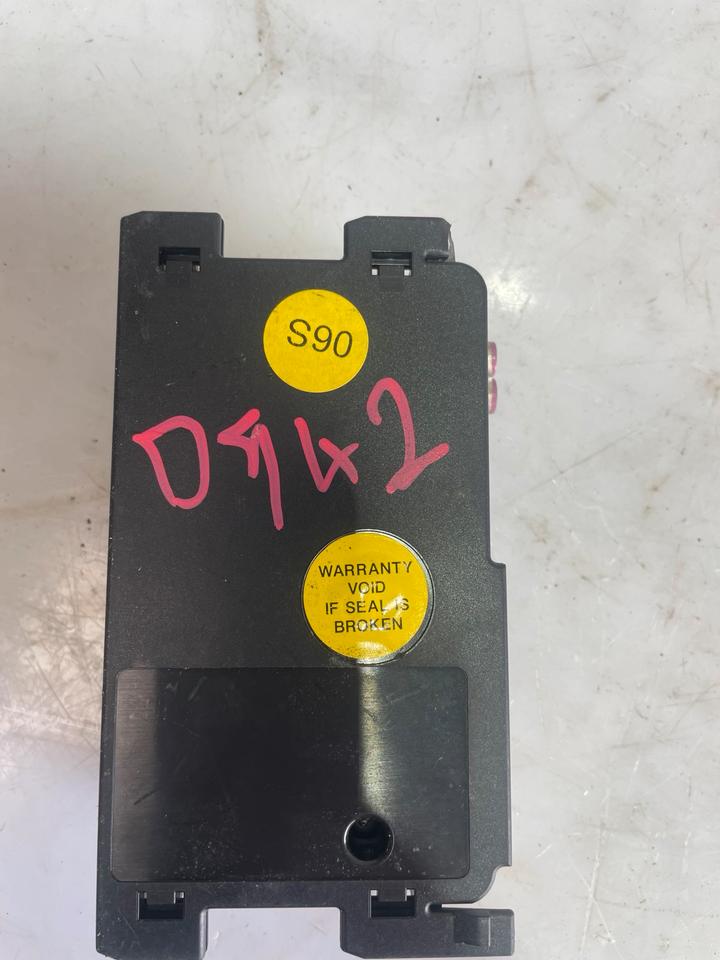 S90
D942
WARRANTY
VOID
IF SEAL IS
BROKEN